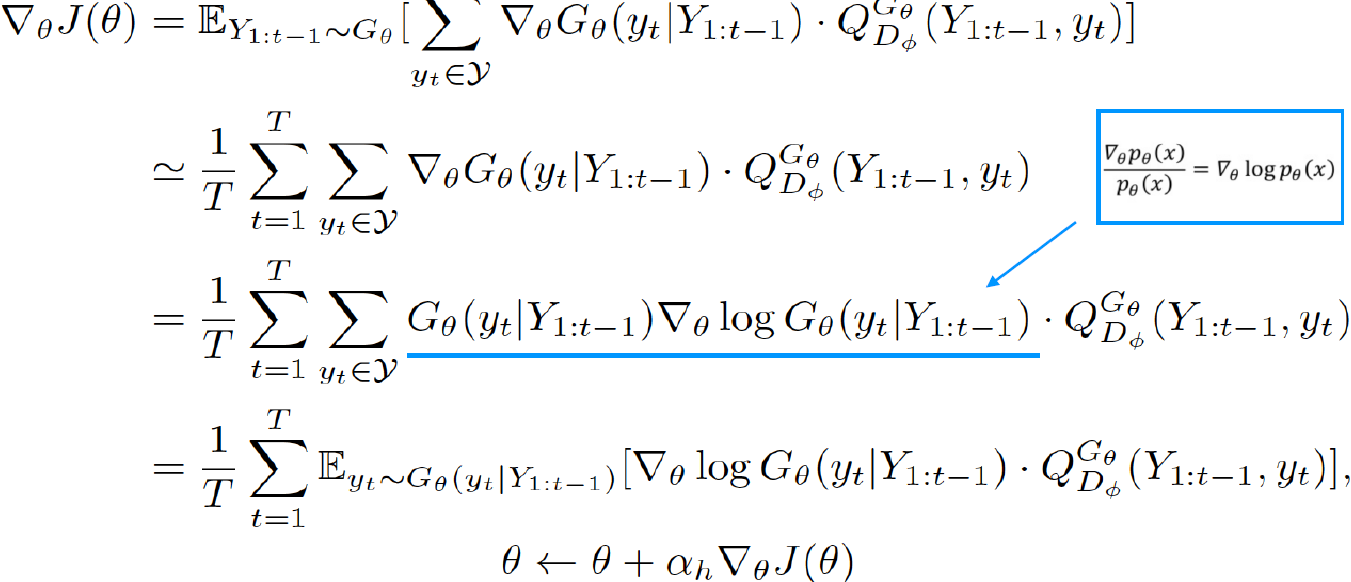 ∇_θ J(θ) = 𝔼_{Y_{1:t−1}∼G_θ} [ ∑_{y_t∈𝒴} ∇_θ G_θ(y_t|Y_{1:t−1}) · Q^{G_θ}_{D_ϕ}(Y_{1:t−1}, y_t)]
≃ \frac{1}{T} ∑_{t=1}^{T} ∑_{y_t∈𝒴} ∇_θ G_θ(y_t|Y_{1:t−1}) · Q^{G_θ}_{D_ϕ}(Y_{1:t−1}, y_t)
\frac{∇_θ p_θ(x)}{p_θ(x)} = ∇_θ log p_θ(x)
= \frac{1}{T} ∑_{t=1}^{T} ∑_{y_t∈𝒴} G_θ(y_t|Y_{1:t−1})∇_θ log G_θ(y_t|Y_{1:t−1}) · Q^{G_θ}_{D_ϕ}(Y_{1:t−1}, y_t)
= \frac{1}{T} ∑_{t=1}^{T} 𝔼_{y_t∼G_θ(y_t|Y_{1:t−1})}[∇_θ log G_θ(y_t|Y_{1:t−1}) · Q^{G_θ}_{D_ϕ}(Y_{1:t−1}, y_t)],
θ ← θ + α_h ∇_θ J(θ)